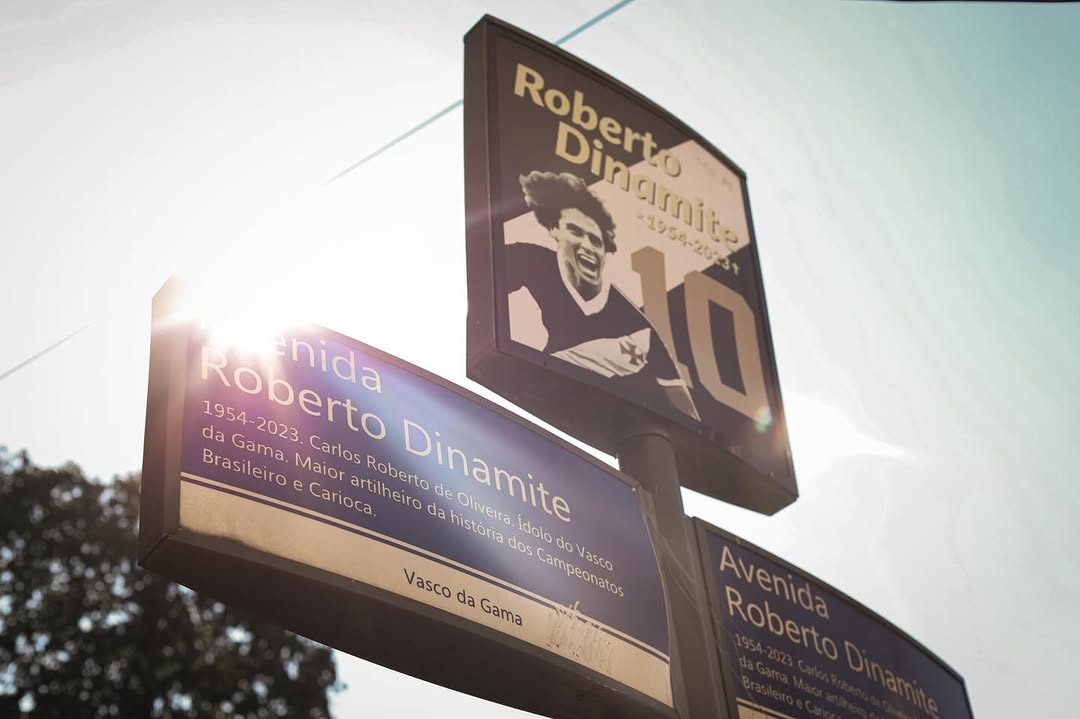 Roberto
Dinamite
*1954-2023✝
10
Avenida
Roberto Dinamite
1954-2023. Carlos Roberto de Oliveira. Ídolo do Vasco
da Gama. Maior artilheiro da história dos Campeonatos
Brasileiro e Carioca.
Vasco da Gama
Avenida
Roberto Dinamite
1954-2023. Carlos Roberto de Oliveira
da Gama. Maior artilheiro da
Brasileiro e Carioca